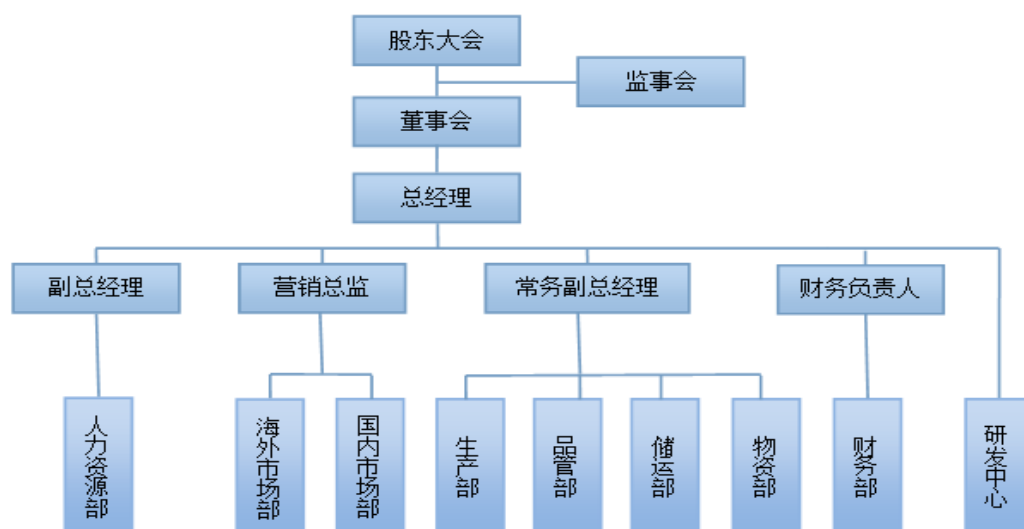 股东大会
监事会
董事会
总经理
副总经理
营销总监
常务副总经理
财务负责人
人力资源部
海外市场部
国内市场部
生产部
品管部
储运部
物资部
财务部
研发中心